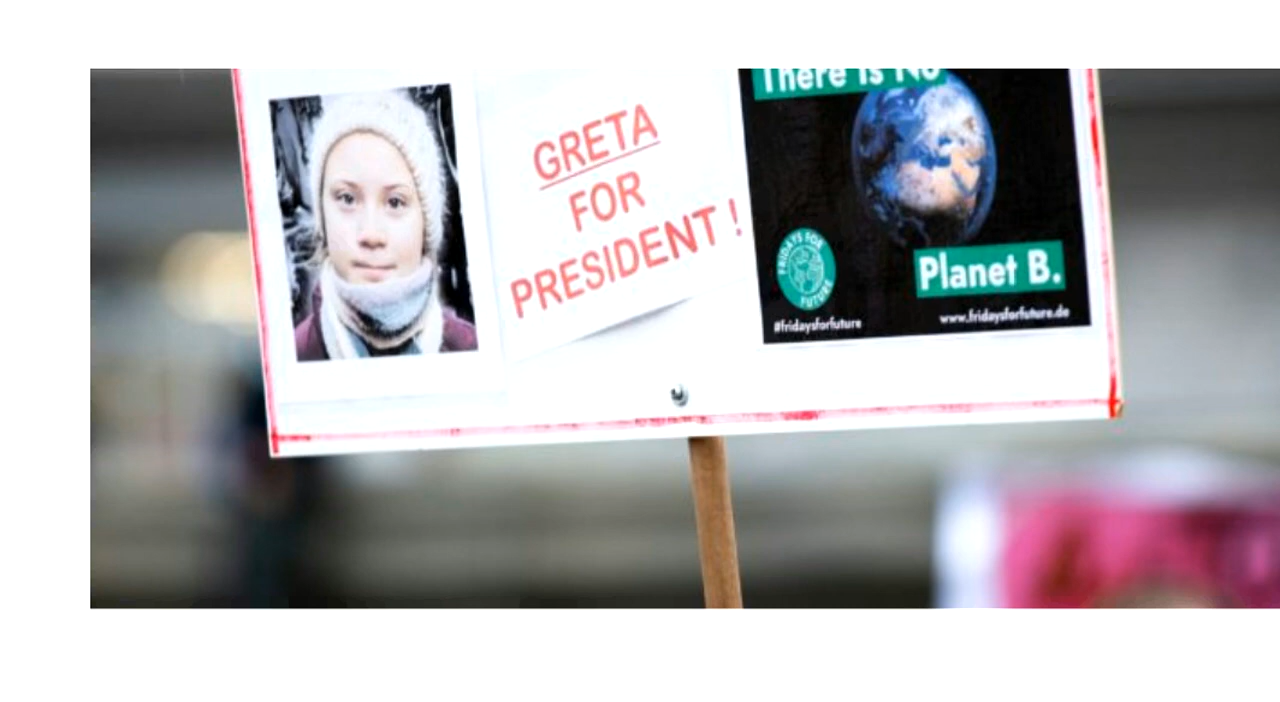 GRETA
FOR
PRESIDENT !
There is No
Planet B.
FRIDAYS FOR
FUTURE
#fridaysforfuture
www.fridaysforfuture.de